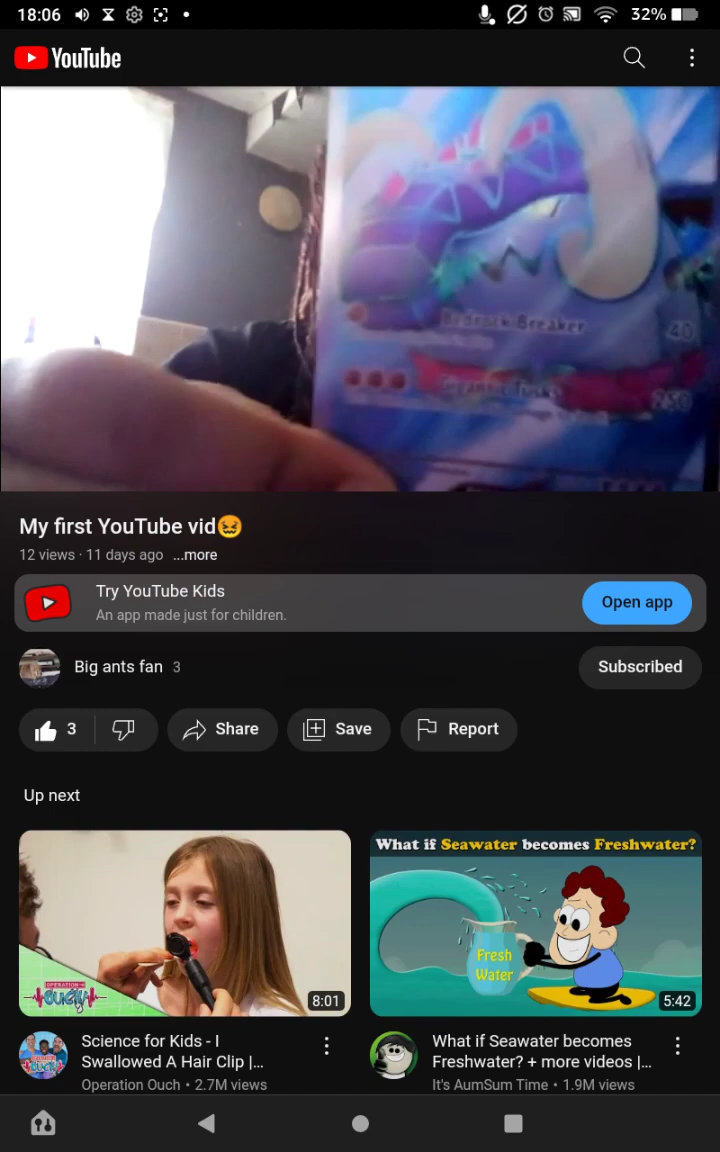 18:06
32%
YouTube
Bedrock Breaker
40
Gigantic Tusks
250
My first YouTube vid😖
12 views · 11 days ago ...more
Try YouTube Kids
An app made just for children.
Open app
Big ants fan 3
Subscribed
3
Share
Save
Report
Up next
OPERATION
OUCH
8:01
What if Seawater becomes Freshwater?
Fresh
Water
5:42
Science for Kids - I
Swallowed A Hair Clip |...
Operation Ouch • 2.7M views
What if Seawater becomes
Freshwater? + more videos |...
It's AumSum Time • 1.9M views